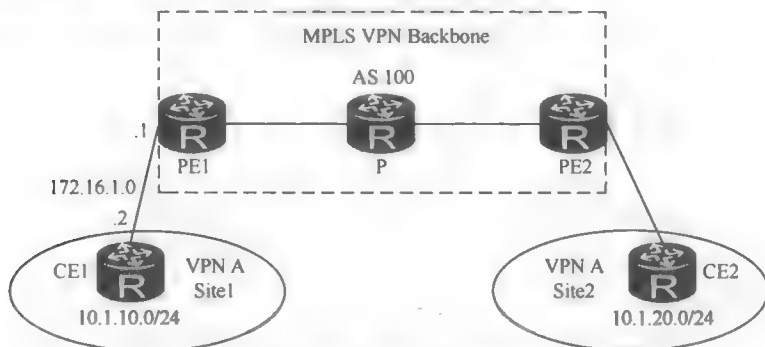 MPLS VPN Backbone
AS 100
.1
R
R
R
PE1
P
PE2
172.16.1.0
.2
CE1
R
VPN A
Site1
10.1.10.0/24
VPN A
Site2
R
CE2
10.1.20.0/24